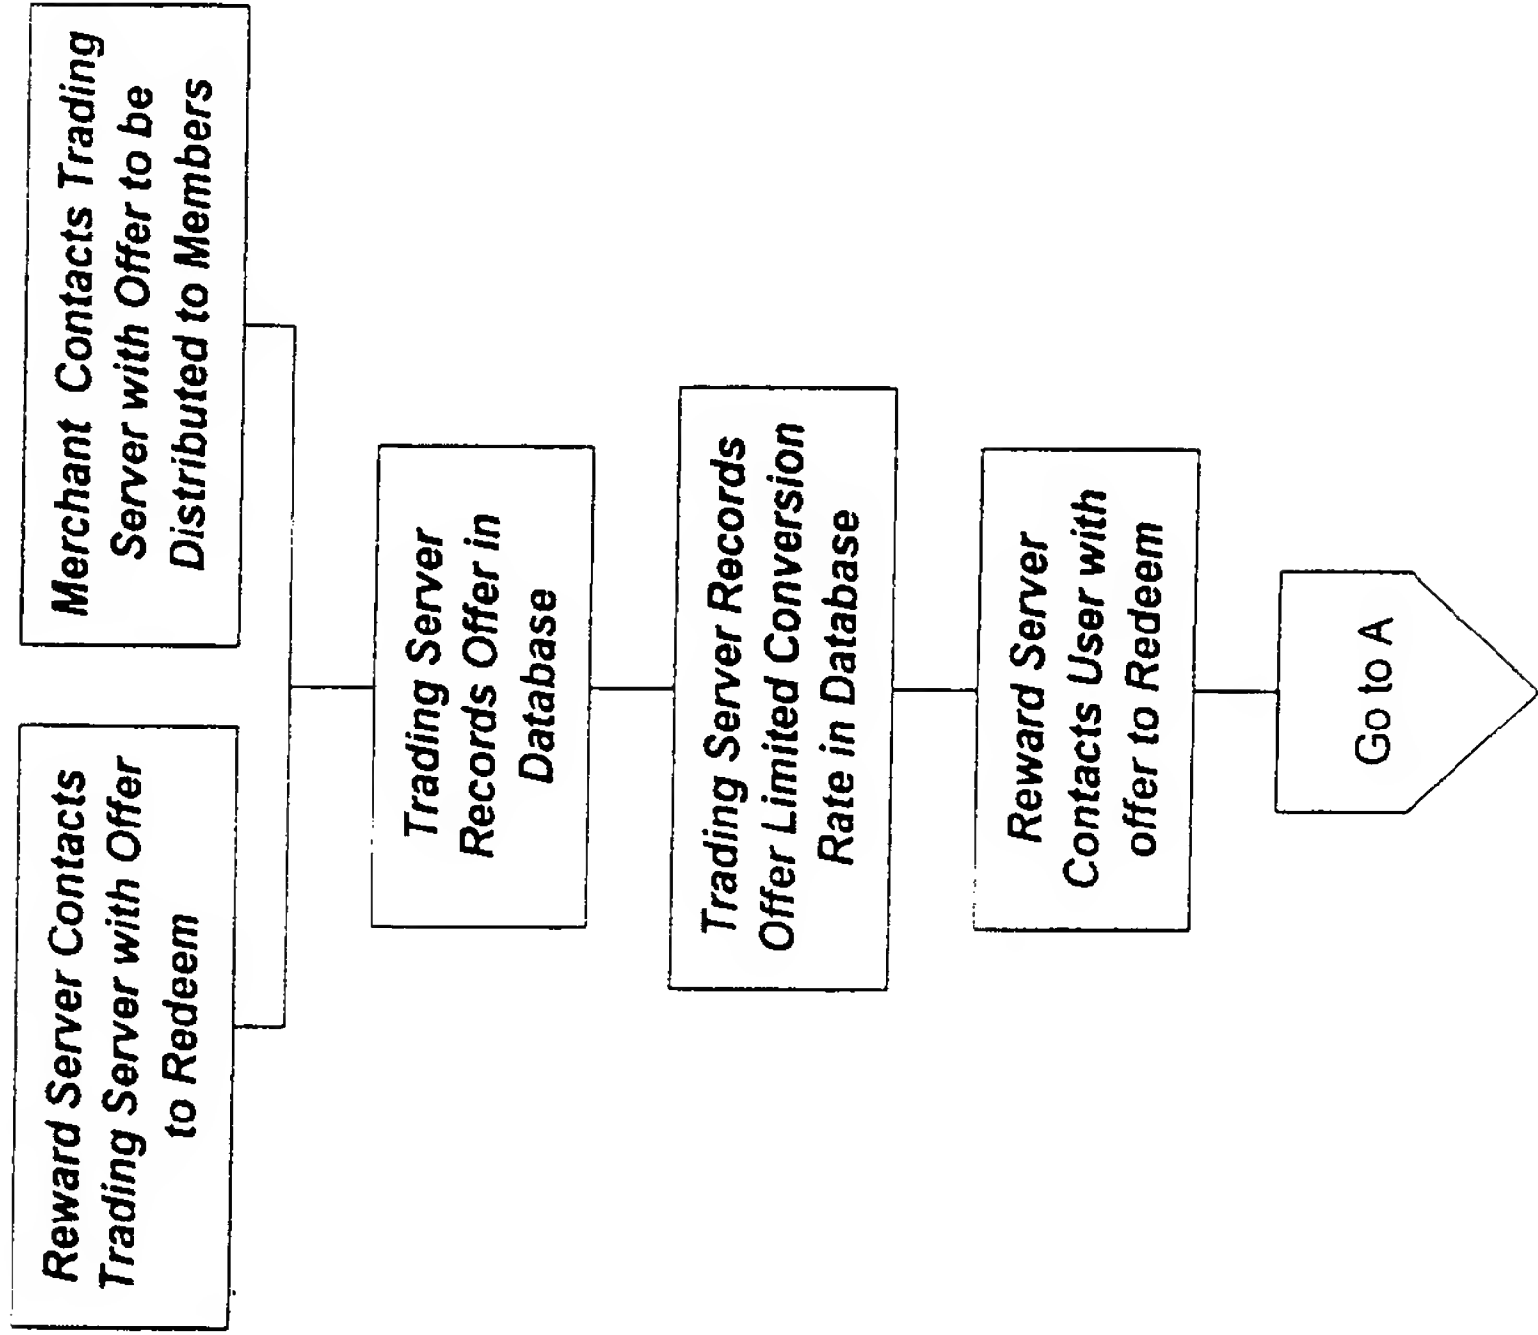 Reward Server Contacts
Trading Server with Offer
to Redeem
Merchant Contacts Trading
Server with Offer to be
Distributed to Members
Trading Server
Records Offer in
Database
Trading Server Records
Offer Limited Conversion
Rate in Database
Reward Server
Contacts User with
offer to Redeem
Go to A